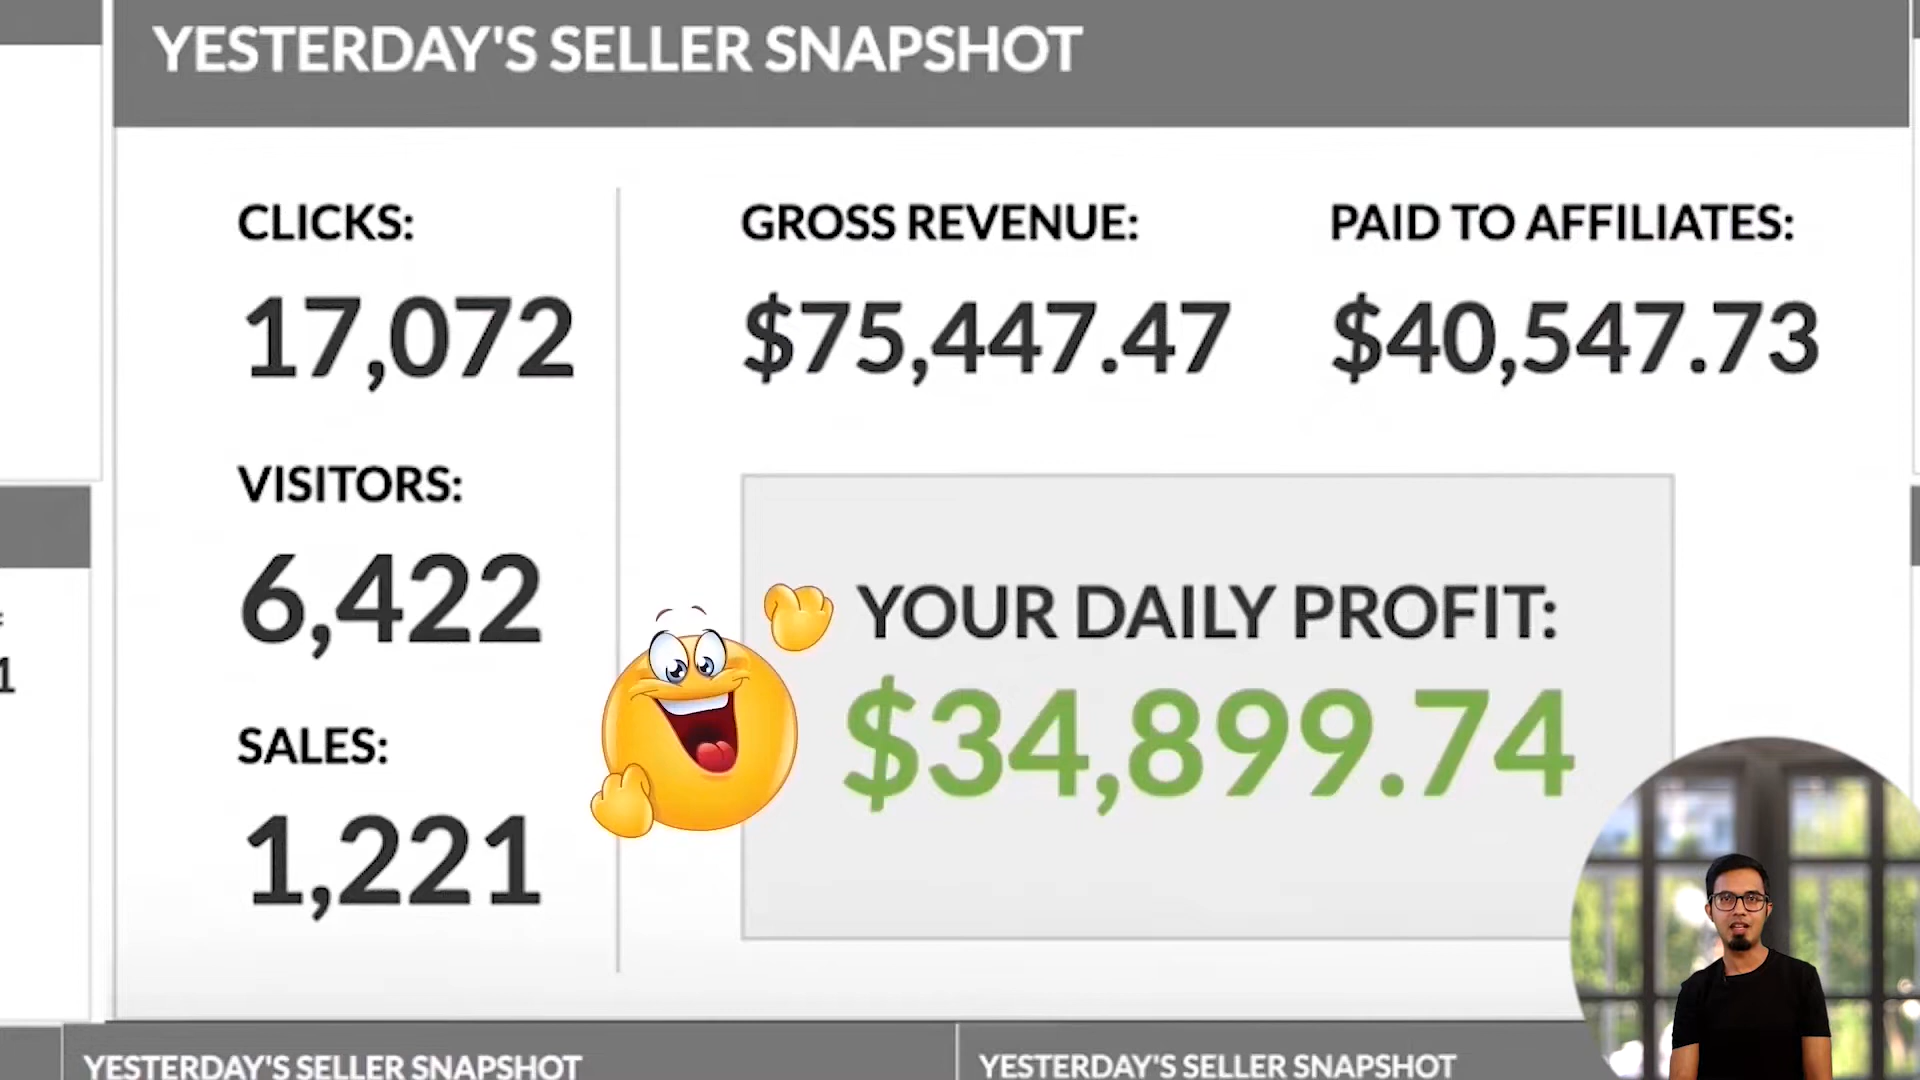 YESTERDAY'S SELLER SNAPSHOT
CLICKS:
17,072
VISITORS:
6,422
SALES:
1,221
GROSS REVENUE:
$75,447.47
PAID TO AFFILIATES:
$40,547.73
YOUR DAILY PROFIT:
$34,899.74
1
YESTERDAY'S SELLER SNAPSHOT
YESTERDAY'S SELLER SNAPSHOT